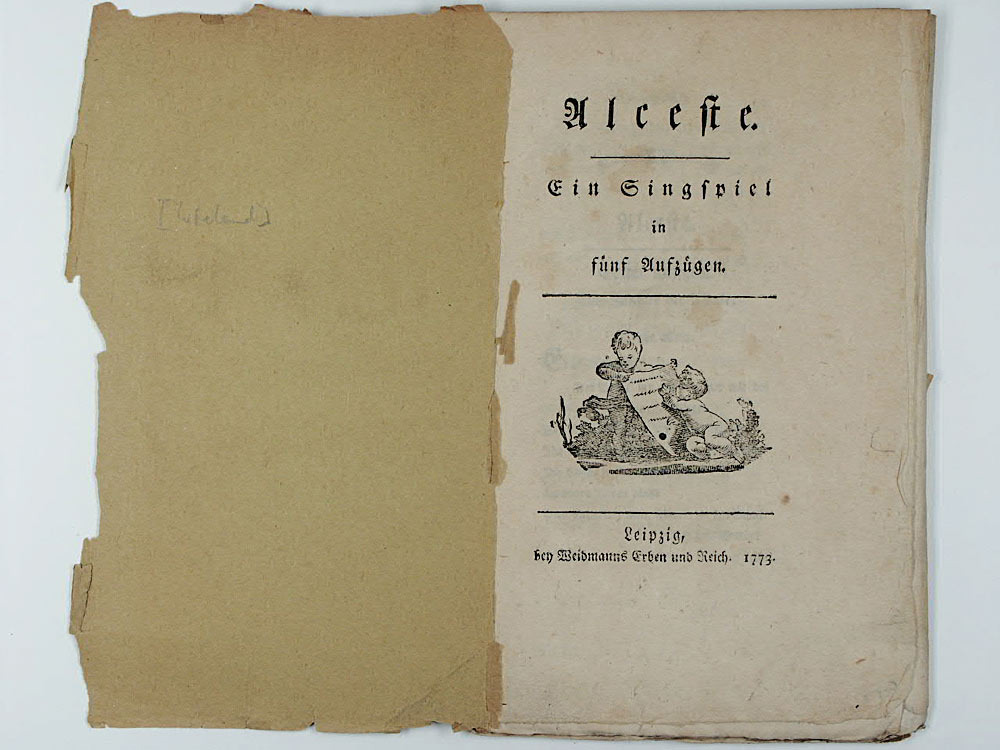 Alceste.
Ein Singspiel
in
fünf Aufzügen.
Leipzig,
bey Weidmanns Erben und Reich. 1773.